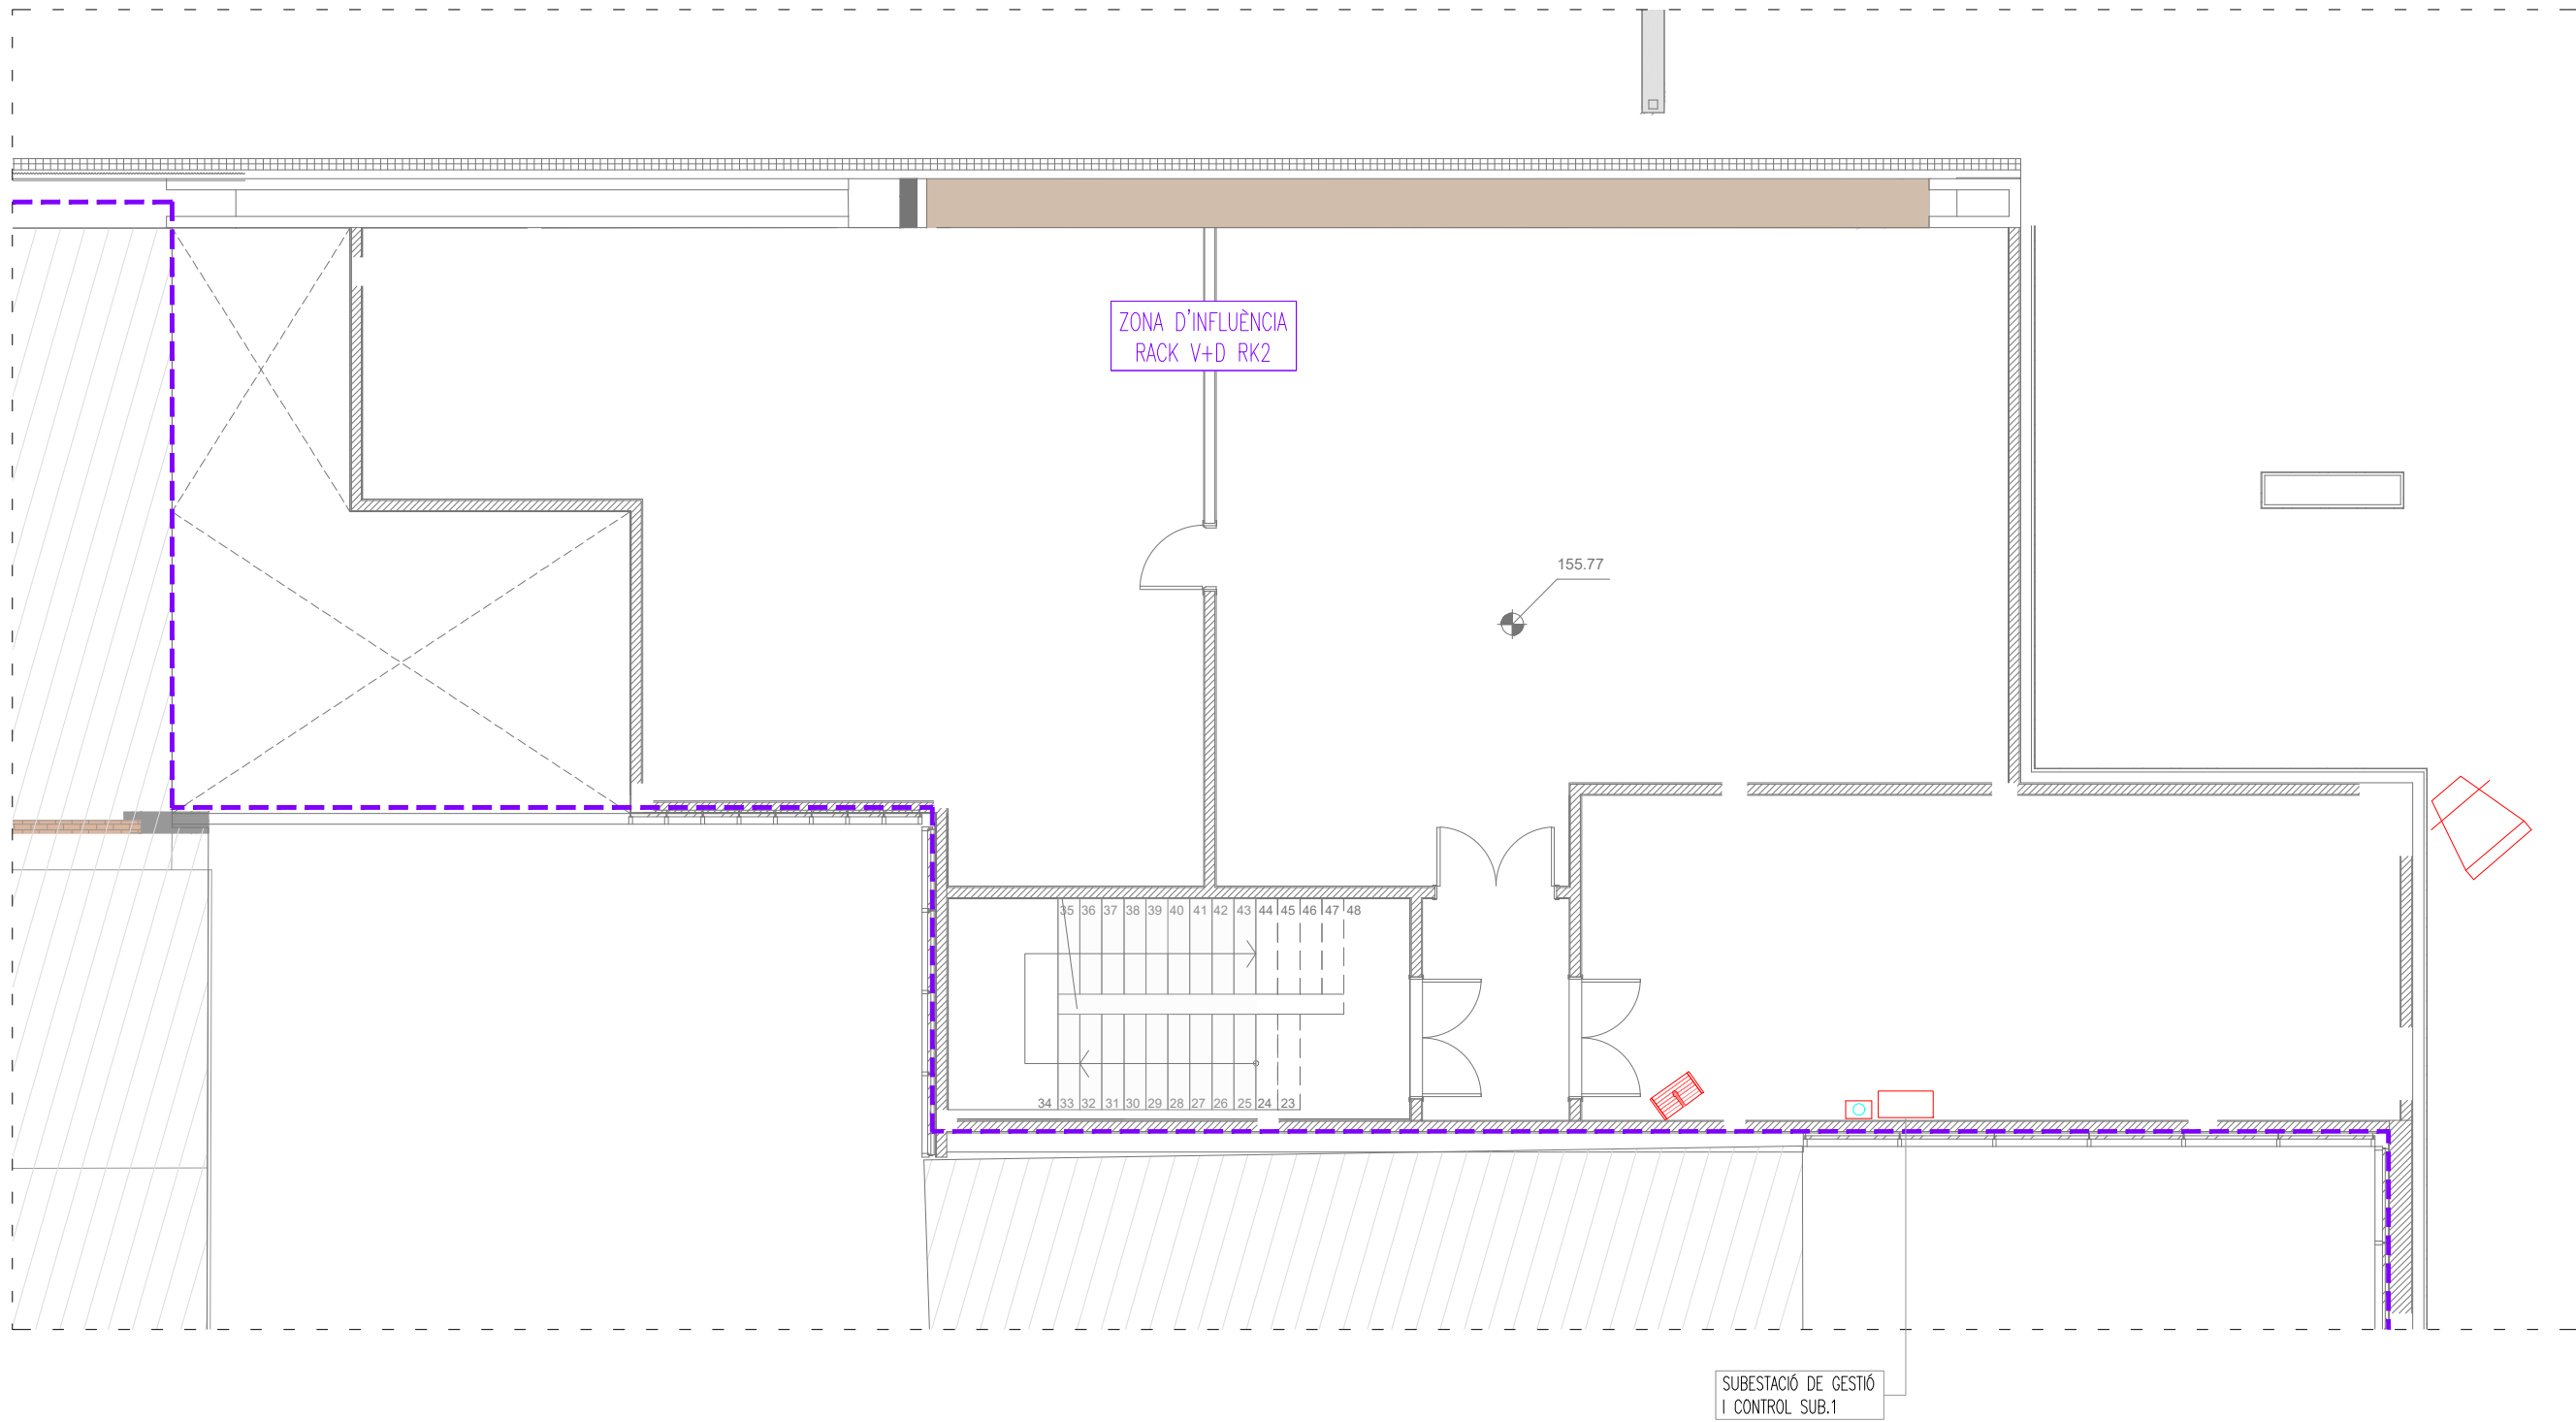 ZONA D'INFLUÈNCIA
RACK V+D RK2
155.77
35 36 37 38 39 40 41 42 43 44 45 46 47 48
34 33 32 31 30 29 28 27 26 25 24 23
SUBESTACIÓ DE GESTIÓ
I CONTROL SUB.1